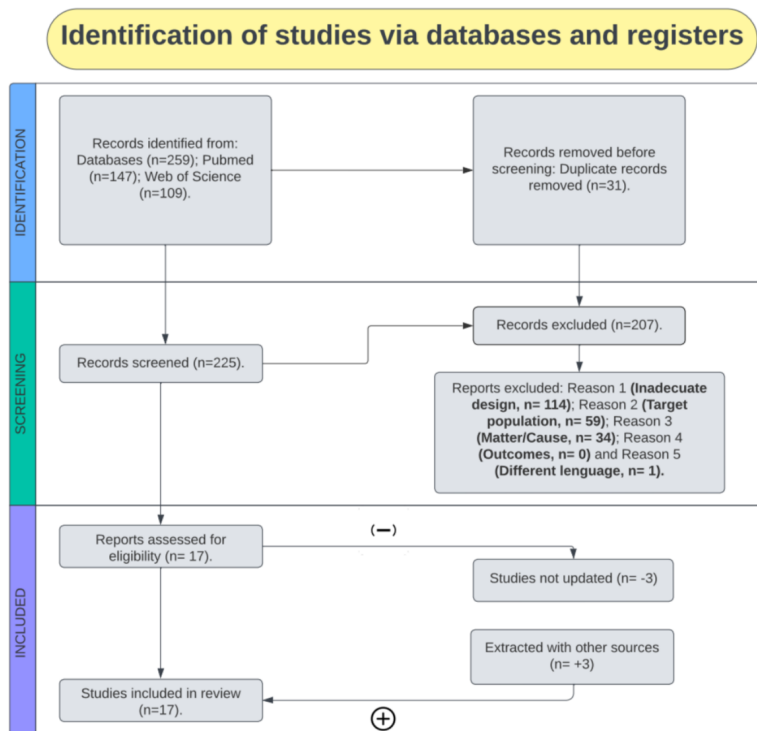 Identification of studies via databases and registers
IDENTIFICATION
Records identified from:
Databases (n=259); Pubmed
(n=147); Web of Science
(n=109).
Records removed before
screening: Duplicate records
removed (n=31).
SCREENING
Records screened (n=225).
Records excluded (n=207).
Reports excluded: Reason 1 (Inadecuate
design, n= 114); Reason 2 (Target
population, n= 59); Reason 3
(Matter/Cause, n= 34); Reason 4
(Outcomes, n= 0) and Reason 5
(Different lenguage, n= 1).
INCLUDED
Reports assessed for
eligibility (n= 17).
(−)
Studies not updated (n= -3)
Extracted with other sources
(n= +3)
Studies included in review
(n=17).
+